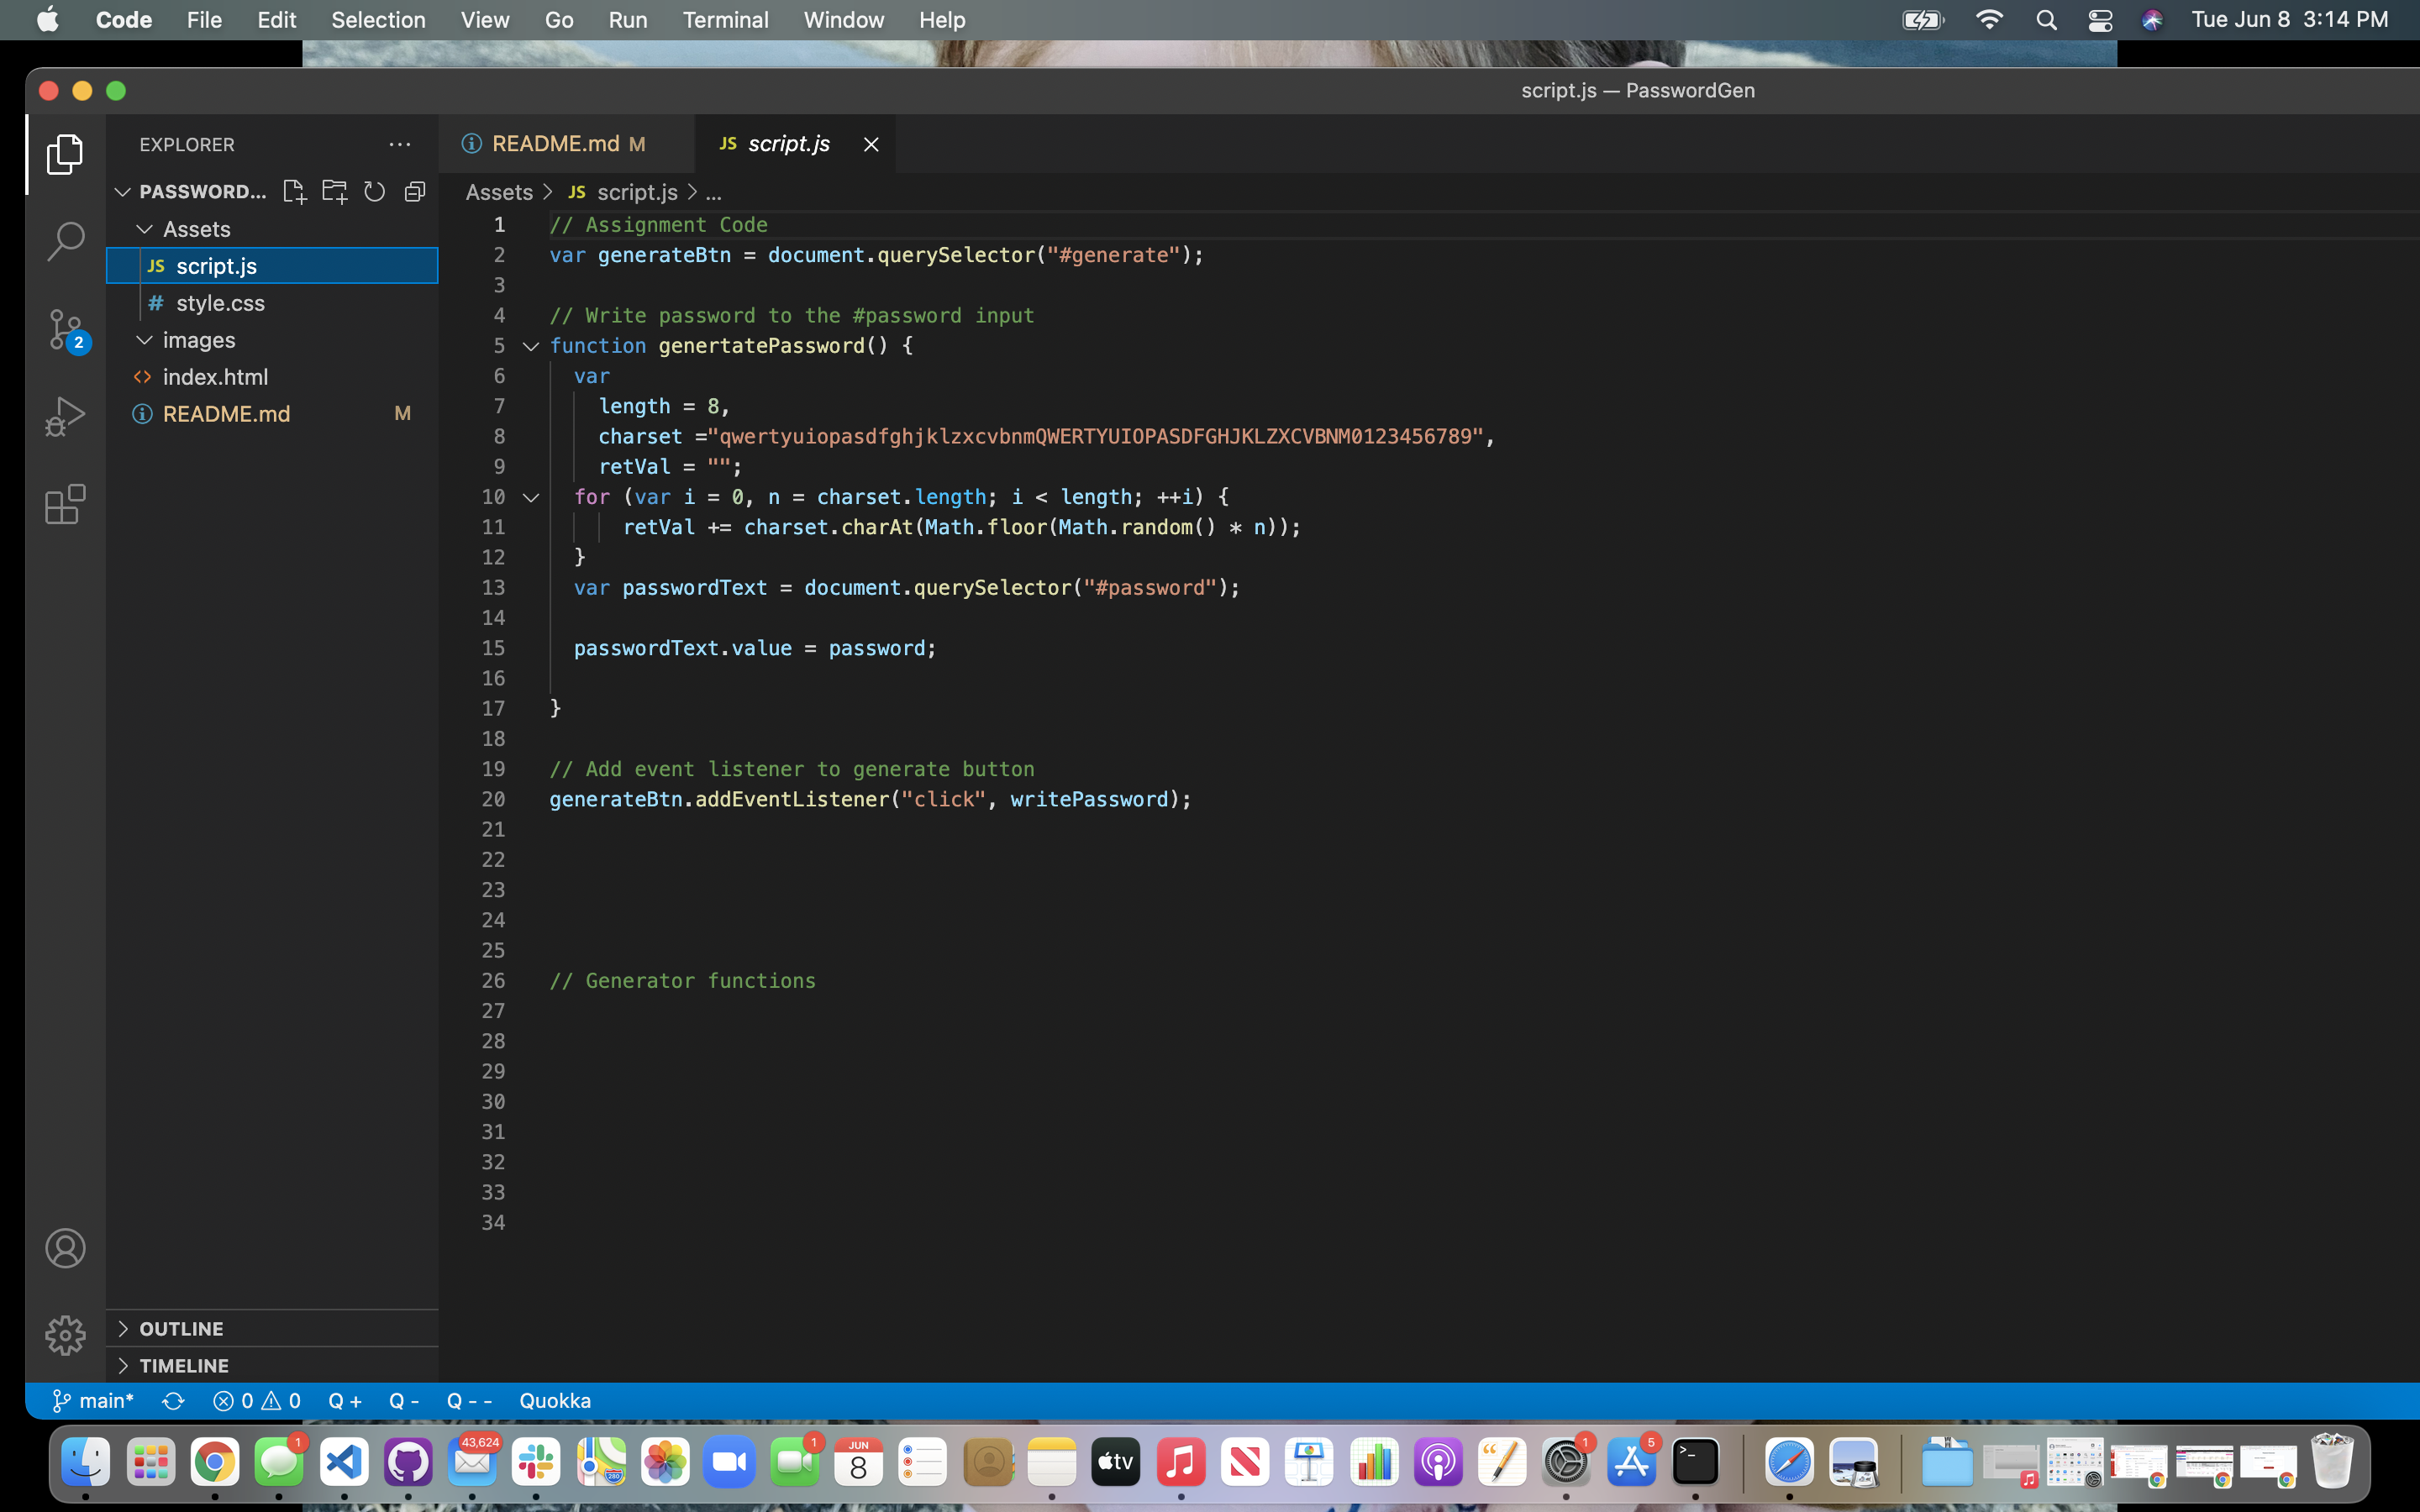 Code File Edit Selection View Go Run Terminal Window Help Tue Jun 8 3:14 PM
script.js — PasswordGen
EXPLORER ...
README.md M JS script.js
PASSWORD...
Assets > JS script.js > ...
Assets
JS script.js
# style.css
images
<> index.html
README.md M
2
1 // Assignment Code
2 var generateBtn = document.querySelector("#generate");
3
4 // Write password to the #password input
5 function genertatePassword() {
6 var
7 length = 8,
8 charset ="qwertyuiopasdfghjklzxcvbnmQWERTYUIOPASDFGHJKLZXCVBNM0123456789",
9 retVal = "";
10 for (var i = 0, n = charset.length; i < length; ++i) {
11 retVal += charset.charAt(Math.floor(Math.random() * n));
12 }
13 var passwordText = document.querySelector("#password");
14
15 passwordText.value = password;
16
17 }
18
19 // Add event listener to generate button
20 generateBtn.addEventListener("click", writePassword);
21
22
23
24
25
26 // Generator functions
27
28
29
30
31
32
33
34
OUTLINE
TIMELINE
main* 0 0 Q + Q - Q - - Quokka
1 43,624 1 JUN 8 280 tv 1 5 >_